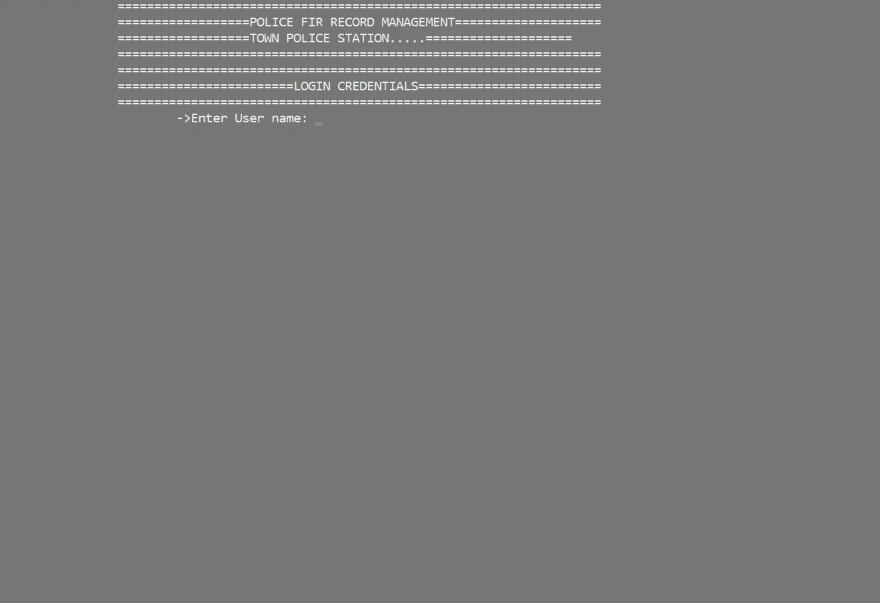 ==================================================================
==================POLICE FIR RECORD MANAGEMENT====================
==================TOWN POLICE STATION.....====================
==================================================================
==================================================================
========================LOGIN CREDENTIALS=========================
==================================================================
->Enter User name: _